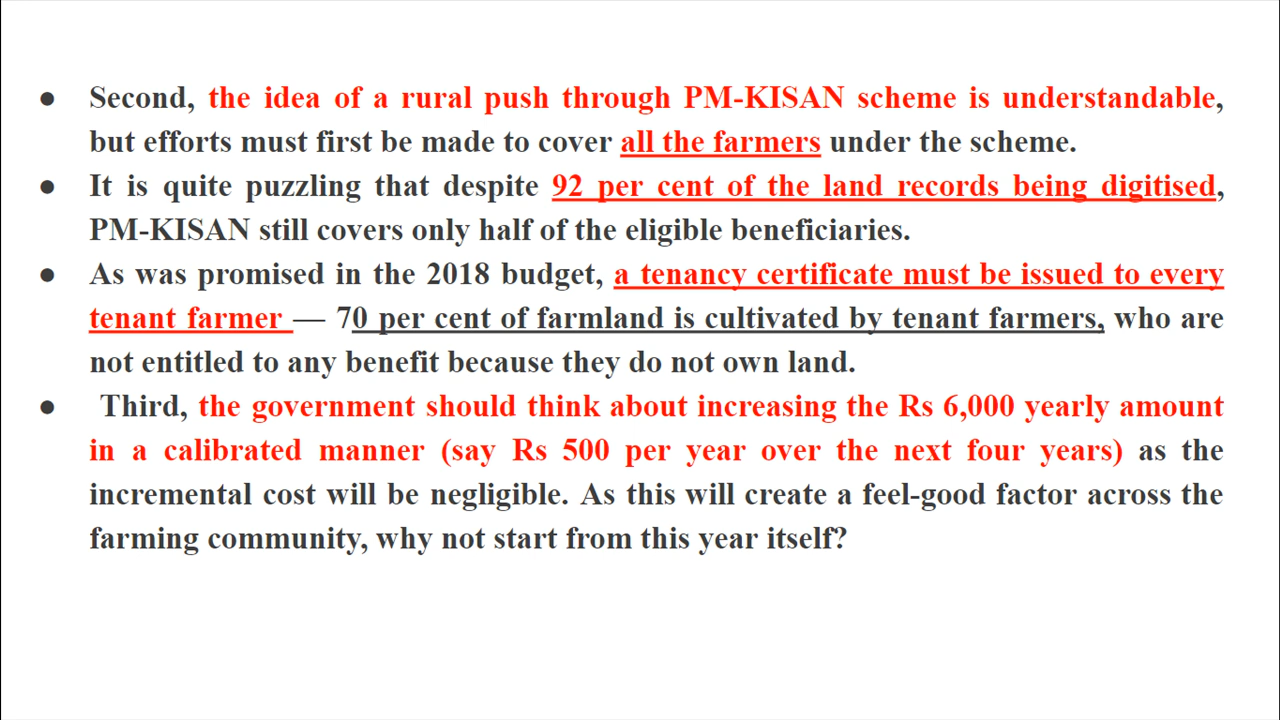 ● Second, the idea of a rural push through PM-KISAN scheme is understandable,
but efforts must first be made to cover all the farmers under the scheme.
● It is quite puzzling that despite 92 per cent of the land records being digitised,
PM-KISAN still covers only half of the eligible beneficiaries.
● As was promised in the 2018 budget, a tenancy certificate must be issued to every
tenant farmer — 70 per cent of farmland is cultivated by tenant farmers, who are
not entitled to any benefit because they do not own land.
● Third, the government should think about increasing the Rs 6,000 yearly amount
in a calibrated manner (say Rs 500 per year over the next four years) as the
incremental cost will be negligible. As this will create a feel-good factor across the
farming community, why not start from this year itself?